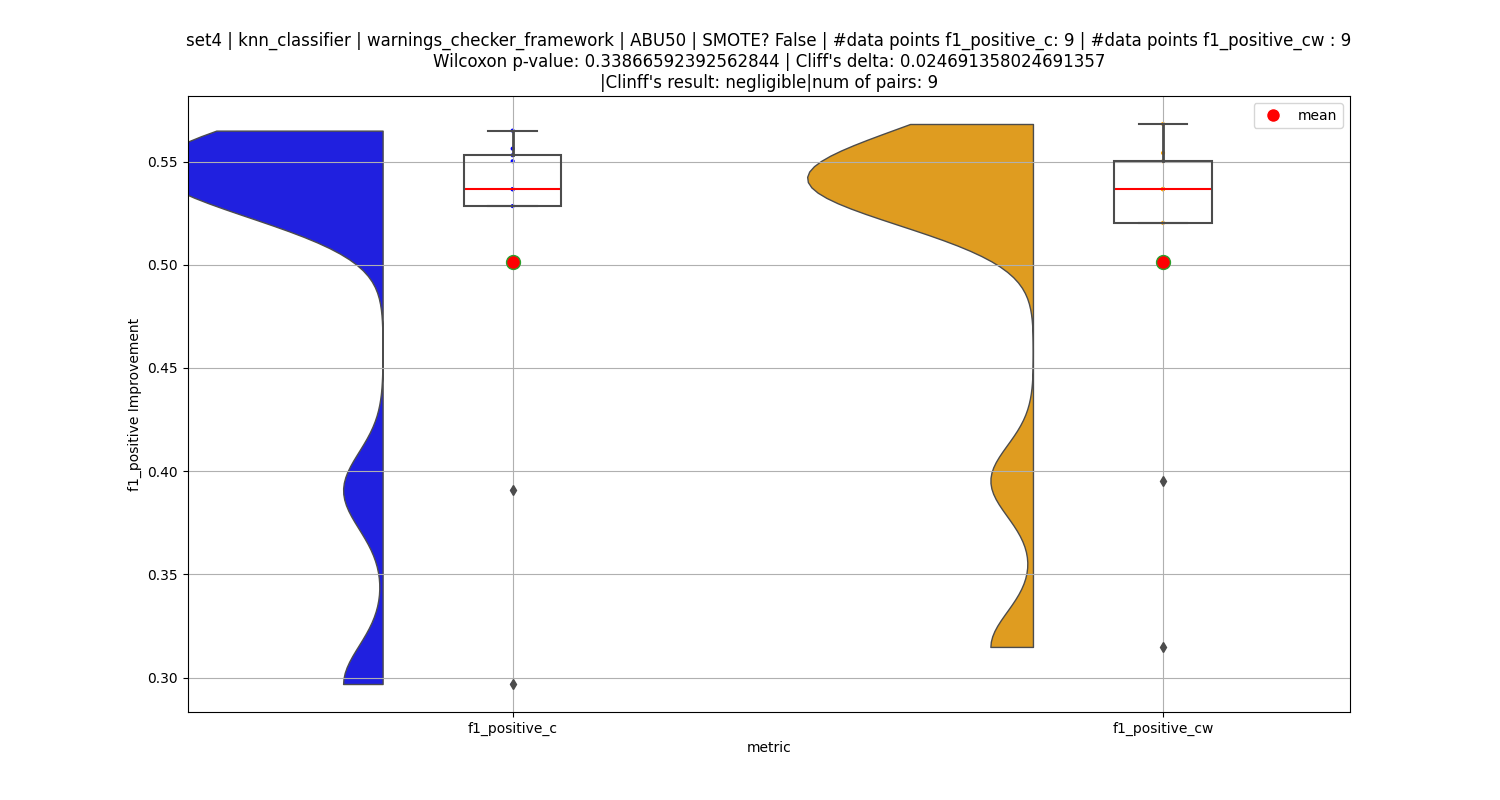 set4 | knn_classifier | warnings_checker_framework | ABU50 | SMOTE? False | #data points f1_positive_c: 9 | #data points f1_positive_cw : 9
Wilcoxon p-value: 0.33866592392562844 | Cliff's delta: 0.024691358024691357
|Clinff's result: negligible|num of pairs: 9
mean
0.55
0.50
0.45
0.40
0.35
0.30
f1_positive Improvement
f1_positive_c
f1_positive_cw
metric